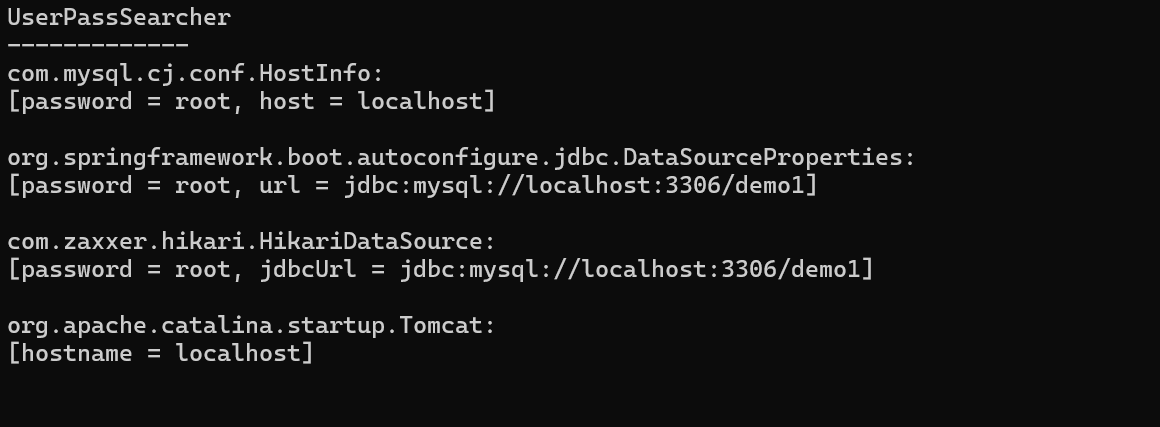 UserPassSearcher
-------------
com.mysql.cj.conf.HostInfo:
[password = root, host = localhost]
org.springframework.boot.autoconfigure.jdbc.DataSourceProperties:
[password = root, url = jdbc:mysql://localhost:3306/demo1]
com.zaxxer.hikari.HikariDataSource:
[password = root, jdbcUrl = jdbc:mysql://localhost:3306/demo1]
org.apache.catalina.startup.Tomcat:
[hostname = localhost]